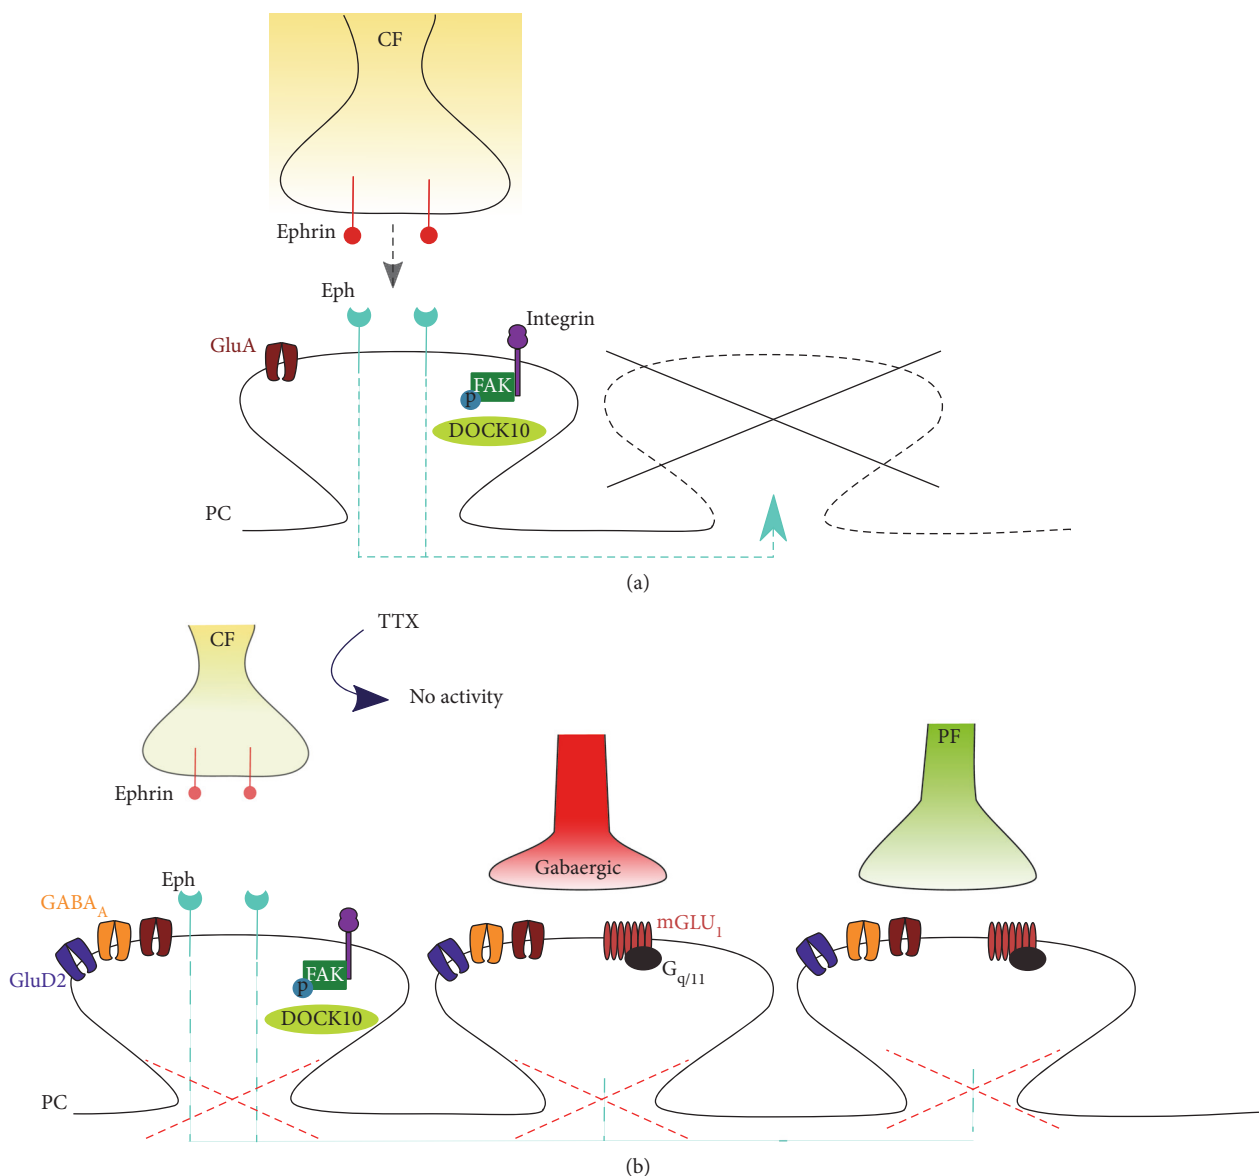 CF
Ephrin
Eph
Integrin
GluA
FAK
p
DOCK10
PC
(a)
TTX
CF
No activity
PF
Ephrin
Gabaergic
Eph
GABAA
mGLU1
GluD2
FAK
Gq/11
p
DOCK10
PC
(b)